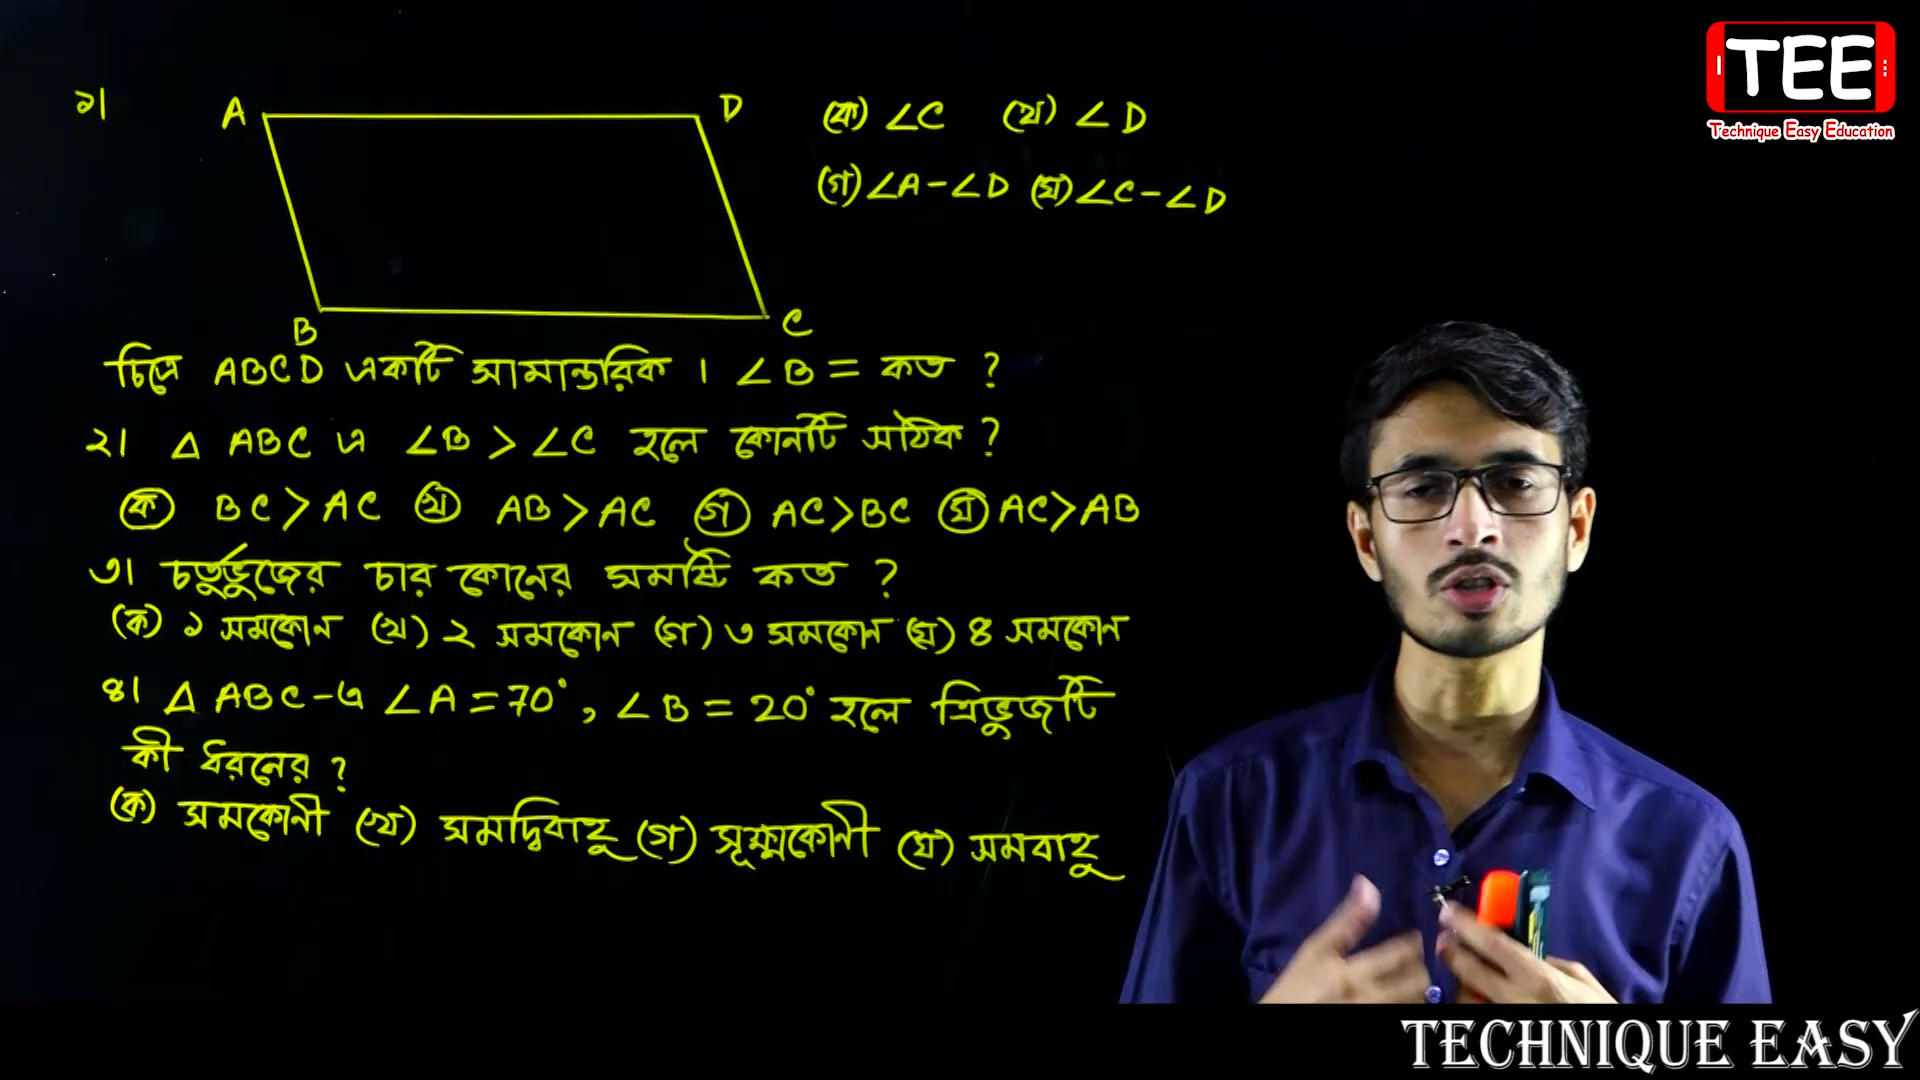 TEE
Technique Easy Education
১।
A D
(ক) ∠C (খ) ∠D
(গ) ∠A-∠D (ঘ) ∠C-∠D
B C
চিত্রে ABCD একটি সামান্তরিক । ∠B = কত ?
২। △ ABC এ ∠B > ∠C হলে কোনটি সঠিক ?
(ক) BC > AC (খ) AB > AC (গ) AC > BC (ঘ) AC > AB
৩। চর্তুভুজের চার কোনের সমষ্টি কত ?
(ক) ১ সমকোন (খ) ২ সমকোন (গ) ৩ সমকোন (ঘ) ৪ সমকোন
৪। △ ABC-এ ∠A = 70°, ∠B = 20° হলে ত্রিভুজটি
কী ধরনের ?
(ক) সমকোনী (খ) সমদ্বিবাহু (গ) সূক্ষ্মকোণী (ঘ) সমবাহু
TECHNIQUE EASY